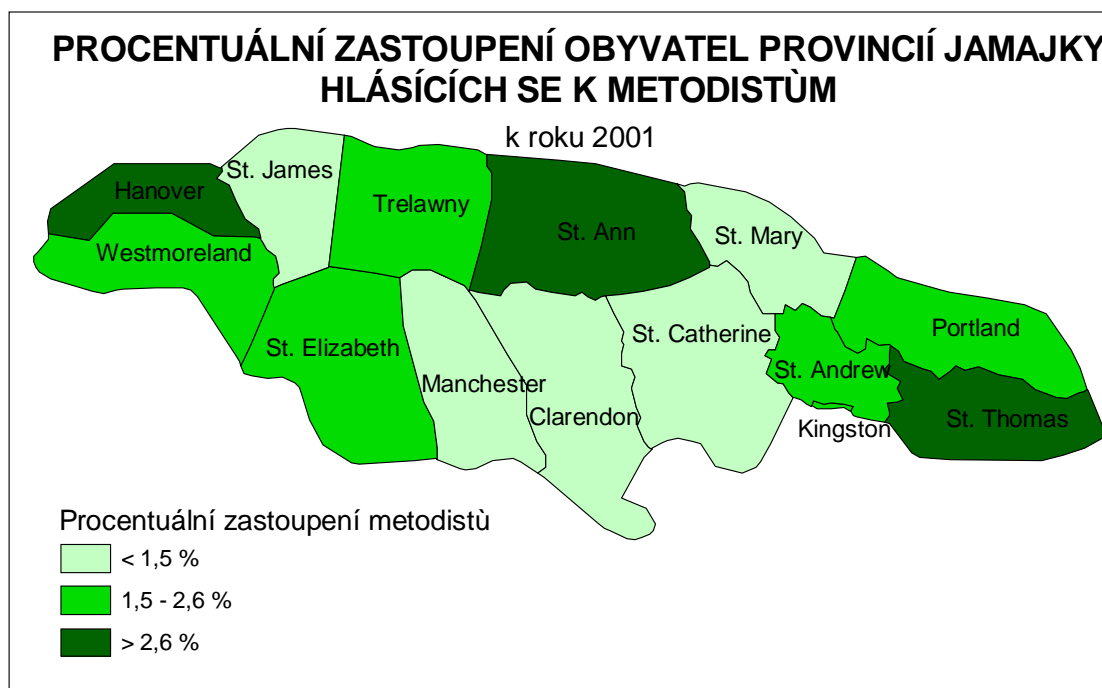 PROCENTUÁLNÍ ZASTOUPENÍ OBYVATEL PROVINCIÍ JAMAJKY
HLÁSÍCÍCH SE K METODISTÙM
k roku 2001
St. James
Hanover
Trelawny
St. Ann
St. Mary
Westmoreland
Portland
St. Catherine
St. Elizabeth
St. Andrew
Manchester
Clarendon
Kingston
St. Thomas
Procentuální zastoupení metodistù
< 1,5 %
1,5 - 2,6 %
> 2,6 %